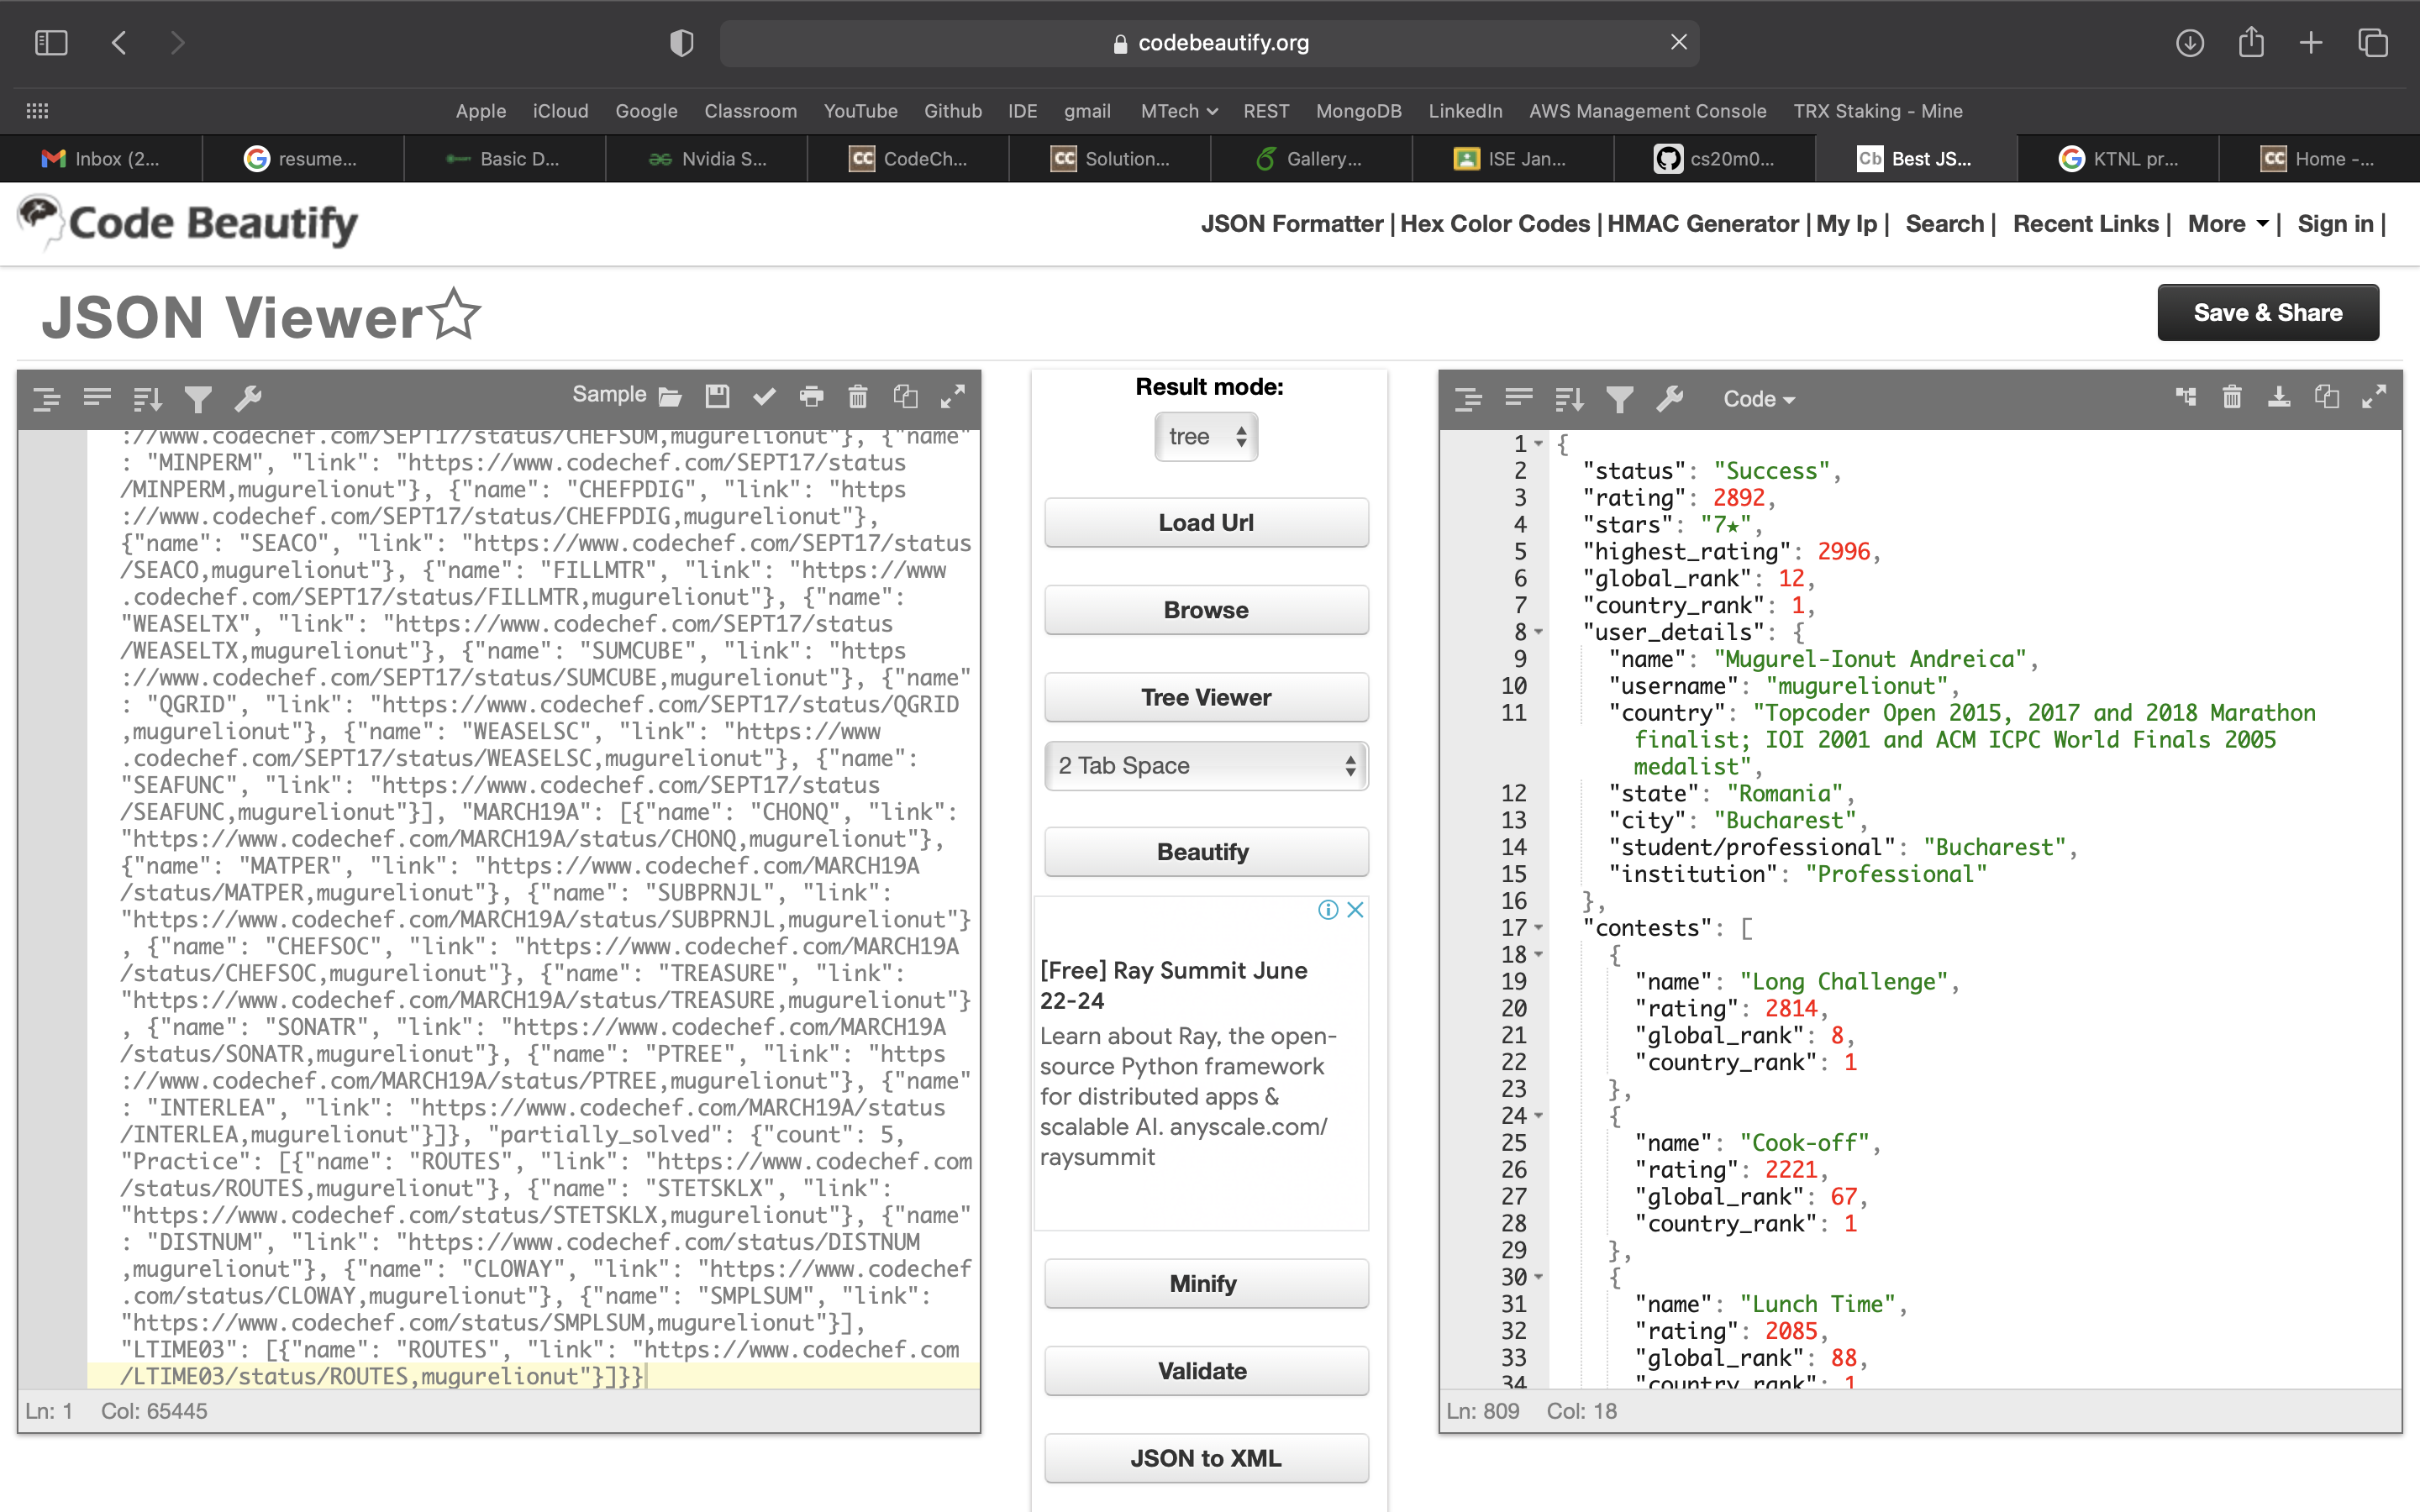 codebeautify.org
Apple iCloud Google Classroom YouTube Github IDE gmail MTech REST MongoDB LinkedIn AWS Management Console TRX Staking - Mine
Inbox (2... resume... Basic D... Nvidia S... CodeCh... Solution... Gallery... ISE Jan... cs20m0... Best JS... KTNL pr... Home -...
Code Beautify
JSON Formatter | Hex Color Codes | HMAC Generator | My Ip | Search | Recent Links | More | Sign in |
JSON Viewer
Save & Share
Sample
://www.codechef.com/SEPT17/status/CHEFSUM,mugurelionut"}, {"name"
: "MINPERM", "link": "https://www.codechef.com/SEPT17/status
/MINPERM,mugurelionut"}, {"name": "CHEFPDIG", "link": "https
://www.codechef.com/SEPT17/status/CHEFPDIG,mugurelionut"},
{"name": "SEACO", "link": "https://www.codechef.com/SEPT17/status
/SEACO,mugurelionut"}, {"name": "FILLMTR", "link": "https://www
.codechef.com/SEPT17/status/FILLMTR,mugurelionut"}, {"name":
"WEASELTX", "link": "https://www.codechef.com/SEPT17/status
/WEASELTX,mugurelionut"}, {"name": "SUMCUBE", "link": "https
://www.codechef.com/SEPT17/status/SUMCUBE,mugurelionut"}, {"name"
: "QGRID", "link": "https://www.codechef.com/SEPT17/status/QGRID
,mugurelionut"}, {"name": "WEASELSC", "link": "https://www
.codechef.com/SEPT17/status/WEASELSC,mugurelionut"}, {"name":
"SEAFUNC", "link": "https://www.codechef.com/SEPT17/status
/SEAFUNC,mugurelionut"}], "MARCH19A": [{"name": "CHONQ", "link":
"https://www.codechef.com/MARCH19A/status/CHONQ,mugurelionut"},
{"name": "MATPER", "link": "https://www.codechef.com/MARCH19A
/status/MATPER,mugurelionut"}, {"name": "SUBPRNJL", "link":
"https://www.codechef.com/MARCH19A/status/SUBPRNJL,mugurelionut"}
, {"name": "CHEFSOC", "link": "https://www.codechef.com/MARCH19A
/status/CHEFSOC,mugurelionut"}, {"name": "TREASURE", "link":
"https://www.codechef.com/MARCH19A/status/TREASURE,mugurelionut"}
, {"name": "SONATR", "link": "https://www.codechef.com/MARCH19A
/status/SONATR,mugurelionut"}, {"name": "PTREE", "link": "https
://www.codechef.com/MARCH19A/status/PTREE,mugurelionut"}, {"name"
: "INTERLEA", "link": "https://www.codechef.com/MARCH19A/status
/INTERLEA,mugurelionut"}]}, "partially_solved": {"count": 5,
"Practice": [{"name": "ROUTES", "link": "https://www.codechef.com
/status/ROUTES,mugurelionut"}, {"name": "STETSKLX", "link":
"https://www.codechef.com/status/STETSKLX,mugurelionut"}, {"name"
: "DISTNUM", "link": "https://www.codechef.com/status/DISTNUM
,mugurelionut"}, {"name": "CLOWAY", "link": "https://www.codechef
.com/status/CLOWAY,mugurelionut"}, {"name": "SMPLSUM", "link":
"https://www.codechef.com/status/SMPLSUM,mugurelionut"}],
"LTIME03": [{"name": "ROUTES", "link": "https://www.codechef.com
/LTIME03/status/ROUTES,mugurelionut"}]}}
Ln: 1 Col: 65445
Result mode:
tree
Load Url
Browse
Tree Viewer
2 Tab Space
Beautify
[Free] Ray Summit June
22-24
Learn about Ray, the open-
source Python framework
for distributed apps &
scalable AI. anyscale.com/
raysummit
Minify
Validate
JSON to XML
Code
1 {
2 "status": "Success",
3 "rating": 2892,
4 "stars": "7★",
5 "highest_rating": 2996,
6 "global_rank": 12,
7 "country_rank": 1,
8 "user_details": {
9 "name": "Mugurel-Ionut Andreica",
10 "username": "mugurelionut",
11 "country": "Topcoder Open 2015, 2017 and 2018 Marathon
finalist; IOI 2001 and ACM ICPC World Finals 2005
medalist",
12 "state": "Romania",
13 "city": "Bucharest",
14 "student/professional": "Bucharest",
15 "institution": "Professional"
16 },
17 "contests": [
18 {
19 "name": "Long Challenge",
20 "rating": 2814,
21 "global_rank": 8,
22 "country_rank": 1
23 },
24 {
25 "name": "Cook-off",
26 "rating": 2221,
27 "global_rank": 67,
28 "country_rank": 1
29 },
30 {
31 "name": "Lunch Time",
32 "rating": 2085,
33 "global_rank": 88,
34 "country_rank": 1
Ln: 809 Col: 18